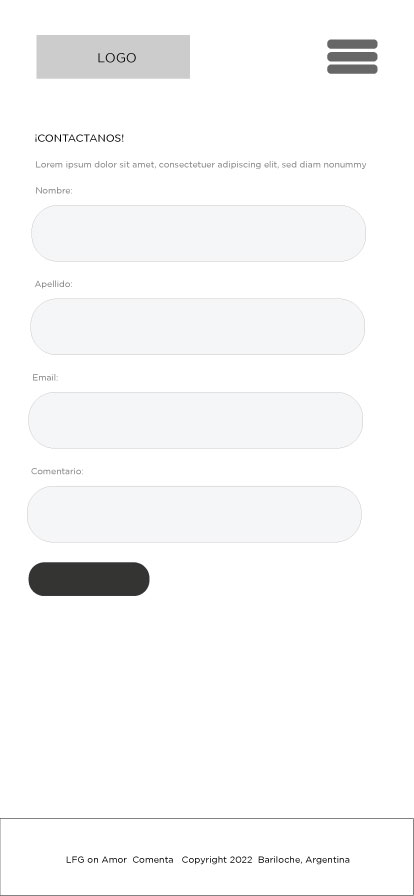 LOGO
¡CONTACTANOS!
Lorem ipsum dolor sit amet, consectetuer adipiscing elit, sed diam nonummy
Nombre:
Apellido:
Email:
Comentario:
LFG on Amor  Comenta   Copyright 2022  Bariloche, Argentina